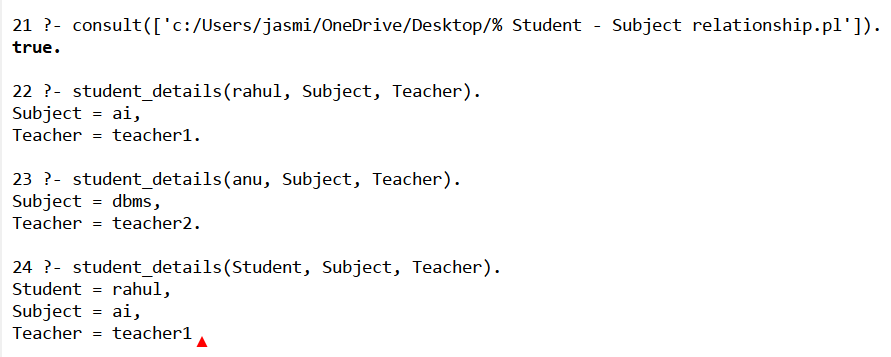 21 ?- consult(['c:/Users/jasmi/OneDrive/Desktop/% Student - Subject relationship.pl']).
true.
22 ?- student_details(rahul, Subject, Teacher).
Subject = ai,
Teacher = teacher1.
23 ?- student_details(anu, Subject, Teacher).
Subject = dbms,
Teacher = teacher2.
24 ?- student_details(Student, Subject, Teacher).
Student = rahul,
Subject = ai,
Teacher = teacher1